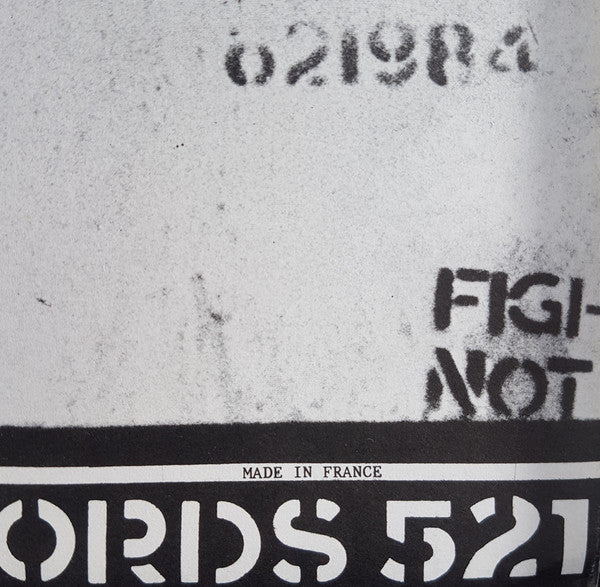 621984
FIGH
NOT
MADE IN FRANCE
ORDS 521